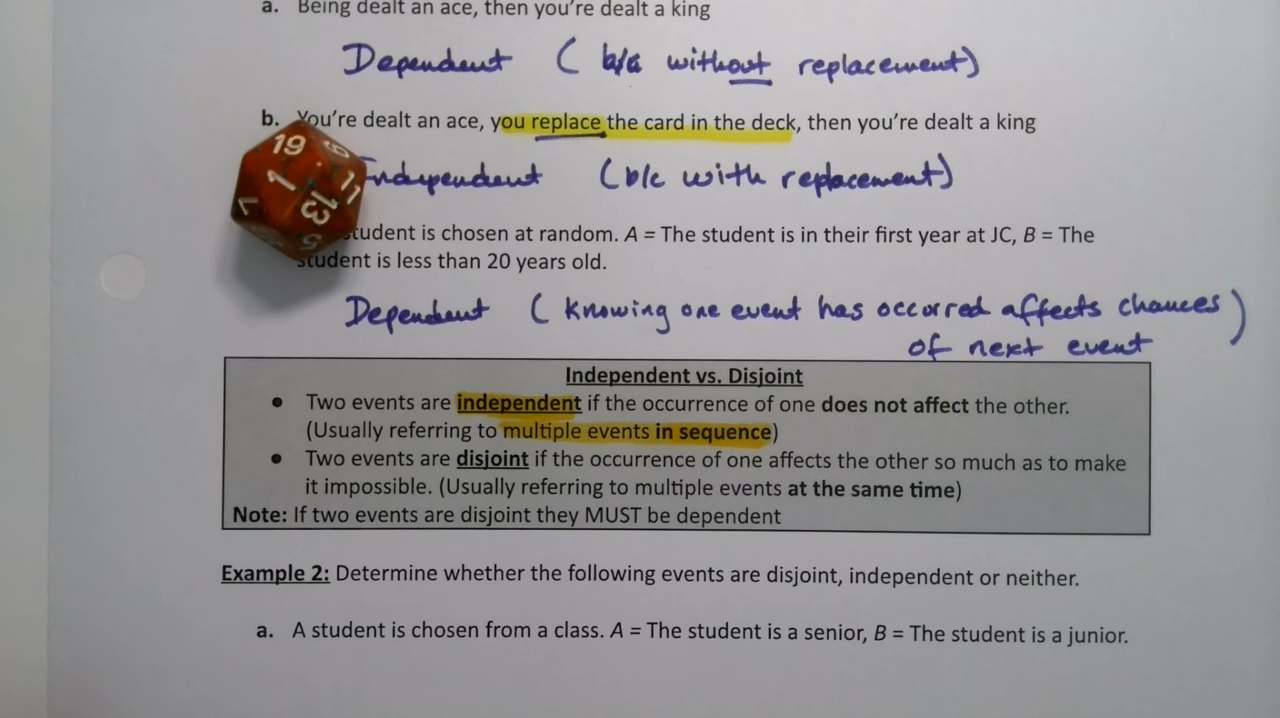 a. Being dealt an ace, then you're dealt a king
Dependent ( b/c without replacement)
b. You're dealt an ace, you replace the card in the deck, then you're dealt a king
Independent (b/c with replacement)
student is chosen at random. A = The student is in their first year at JC, B = The
student is less than 20 years old.
Dependent ( knowing one event has occurred affects chances
of next event )
Independent vs. Disjoint
• Two events are independent if the occurrence of one does not affect the other.
(Usually referring to multiple events in sequence)
• Two events are disjoint if the occurrence of one affects the other so much as to make
it impossible. (Usually referring to multiple events at the same time)
Note: If two events are disjoint they MUST be dependent
Example 2: Determine whether the following events are disjoint, independent or neither.
a. A student is chosen from a class. A = The student is a senior, B = The student is a junior.
19
1
11
13
7
5